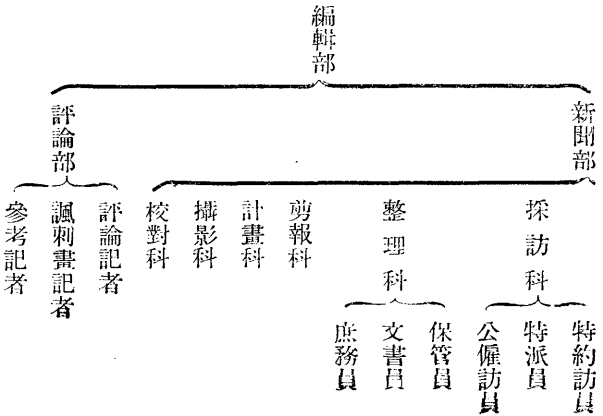 編輯部
新聞部
評論部
採訪科
整理科
剪報科
計畫科
攝影科
校對科
評論記者
諷刺畫記者
參考記者
特約訪員
特派員
公僱訪員
保管員
文書員
庶務員